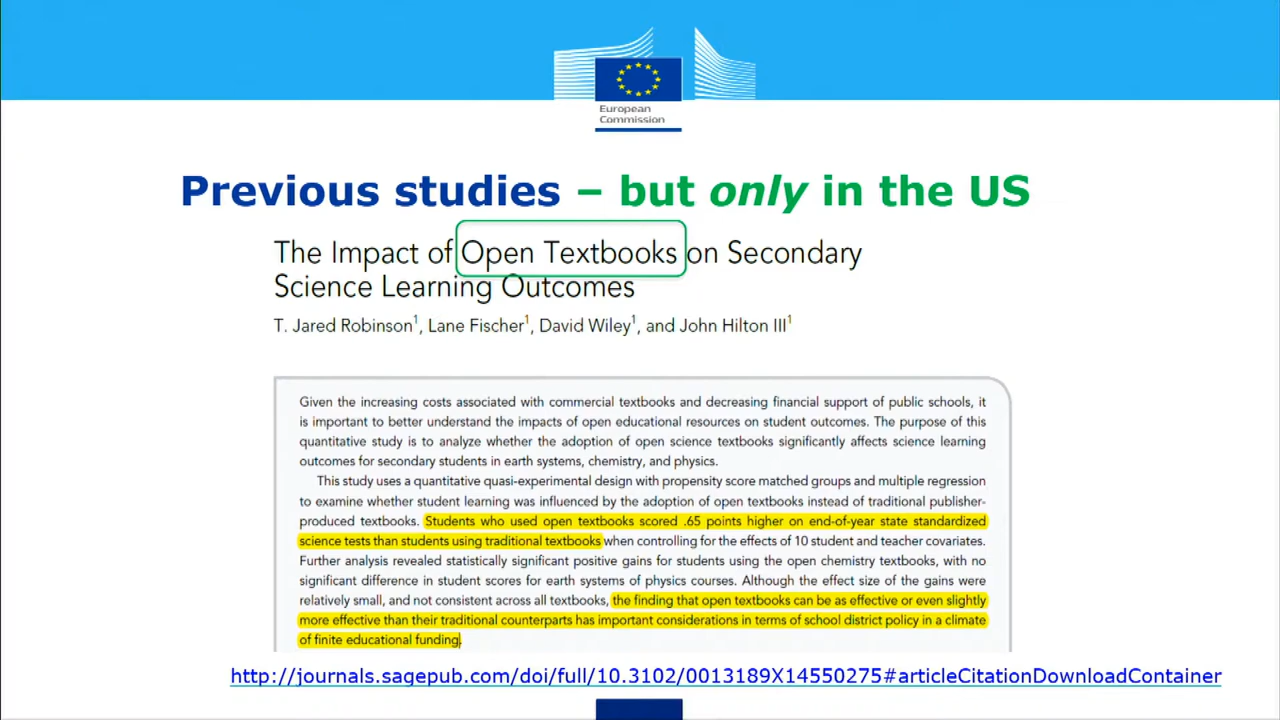 European
Commission
Previous studies – but only in the US
The Impact of Open Textbooks on Secondary
Science Learning Outcomes
T. Jared Robinson1, Lane Fischer1, David Wiley1, and John Hilton III1
Given the increasing costs associated with commercial textbooks and decreasing financial support of public schools, it
is important to better understand the impacts of open educational resources on student outcomes. The purpose of this
quantitative study is to analyze whether the adoption of open science textbooks significantly affects science learning
outcomes for secondary students in earth systems, chemistry, and physics.
This study uses a quantitative quasi-experimental design with propensity score matched groups and multiple regression
to examine whether student learning was influenced by the adoption of open textbooks instead of traditional publisher-
produced textbooks. Students who used open textbooks scored .65 points higher on end-of-year state standardized
science tests than students using traditional textbooks when controlling for the effects of 10 student and teacher covariates.
Further analysis revealed statistically significant positive gains for students using the open chemistry textbooks, with no
significant difference in student scores for earth systems of physics courses. Although the effect size of the gains were
relatively small, and not consistent across all textbooks, the finding that open textbooks can be as effective or even slightly
more effective than their traditional counterparts has important considerations in terms of school district policy in a climate
of finite educational funding.
http://journals.sagepub.com/doi/full/10.3102/0013189X14550275#articleCitationDownloadContainer